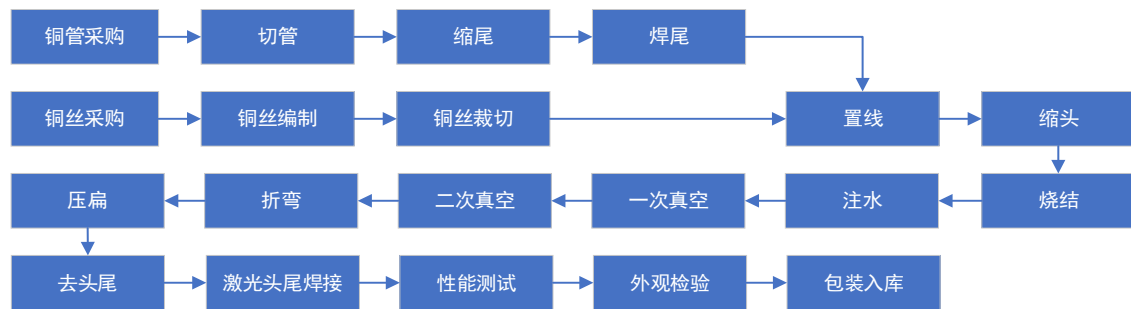 铜管采购
切管
缩尾
焊尾
铜丝采购
铜丝编制
铜丝裁切
置线
缩头
压扁
折弯
二次真空
一次真空
注水
烧结
去头尾
激光头尾焊接
性能测试
外观检验
包装入库